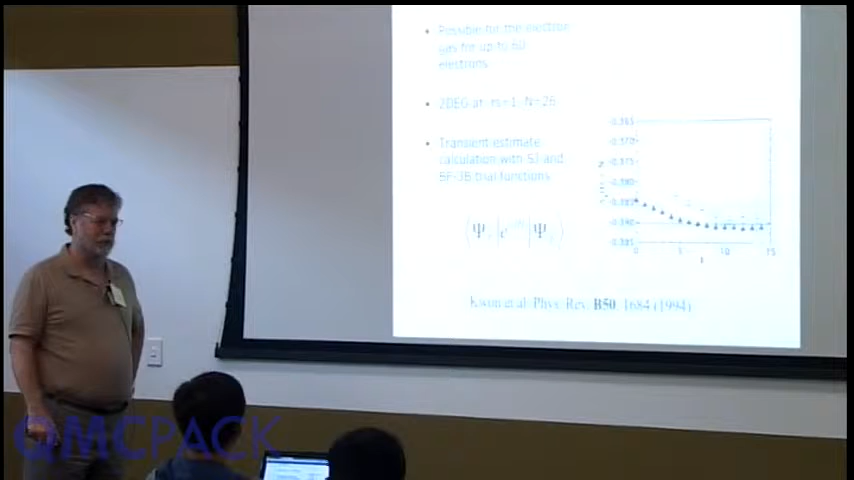 • Possible for the electron
gas for up to 60
electrons.
• 2DEG at rs=1, N=26
• Transient estimate
calculation with SJ and
BF-3B trial functions.
-0.365
-0.370
-0.375
-0.380
-0.385
-0.390
-0.395
0 5 10 15
Kwon et al. Phys. Rev. B50, 1684 (1994)
QMCPACK